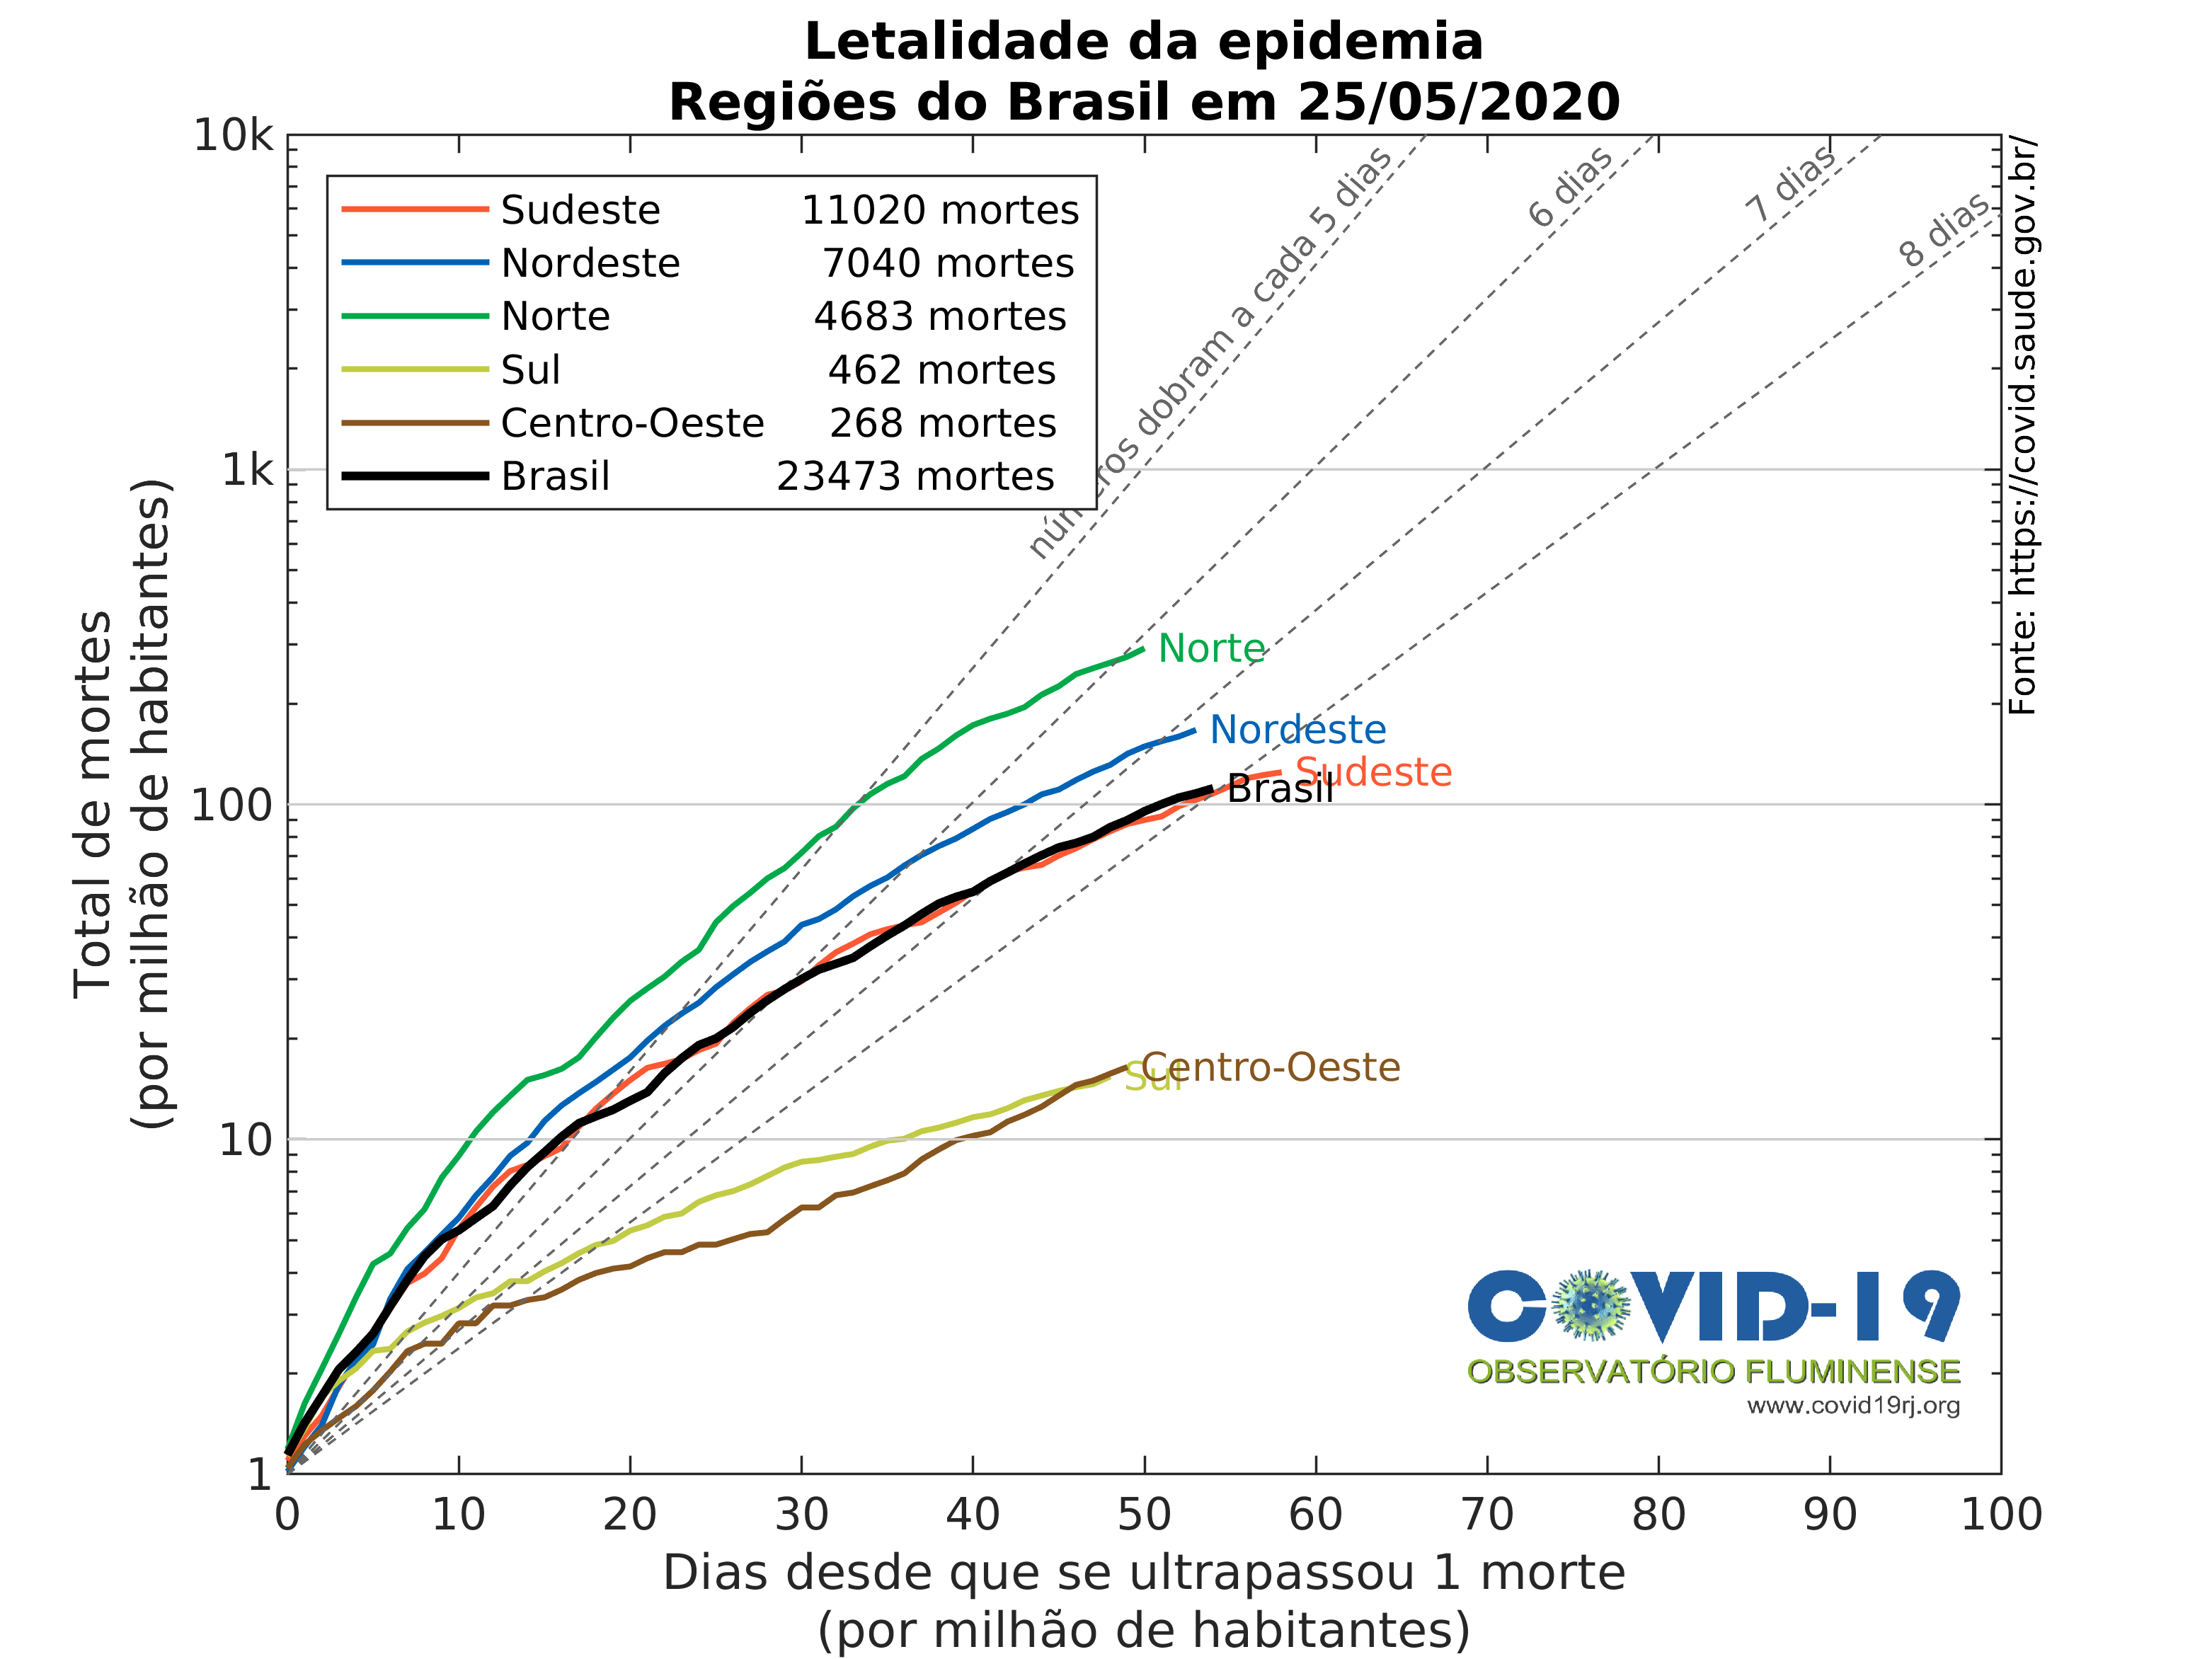 Letalidade da epidemia
Regiões do Brasil em 25/05/2020
10k
1k
100
10
1
Total de mortes
(por milhão de habitantes)
Sudeste 11020 mortes
Nordeste 7040 mortes
Norte 4683 mortes
Sul 462 mortes
Centro-Oeste 268 mortes
Brasil 23473 mortes
números dobram a cada 5 dias
6 dias
7 dias
8 dias
Fonte: https://covid.saude.gov.br/
Norte
Nordeste
Sudeste
Brasil
Centro-Oeste
Sul
COVID-19
OBSERVATÓRIO FLUMINENSE
www.covid19rj.org
0 10 20 30 40 50 60 70 80 90 100
Dias desde que se ultrapassou 1 morte
(por milhão de habitantes)